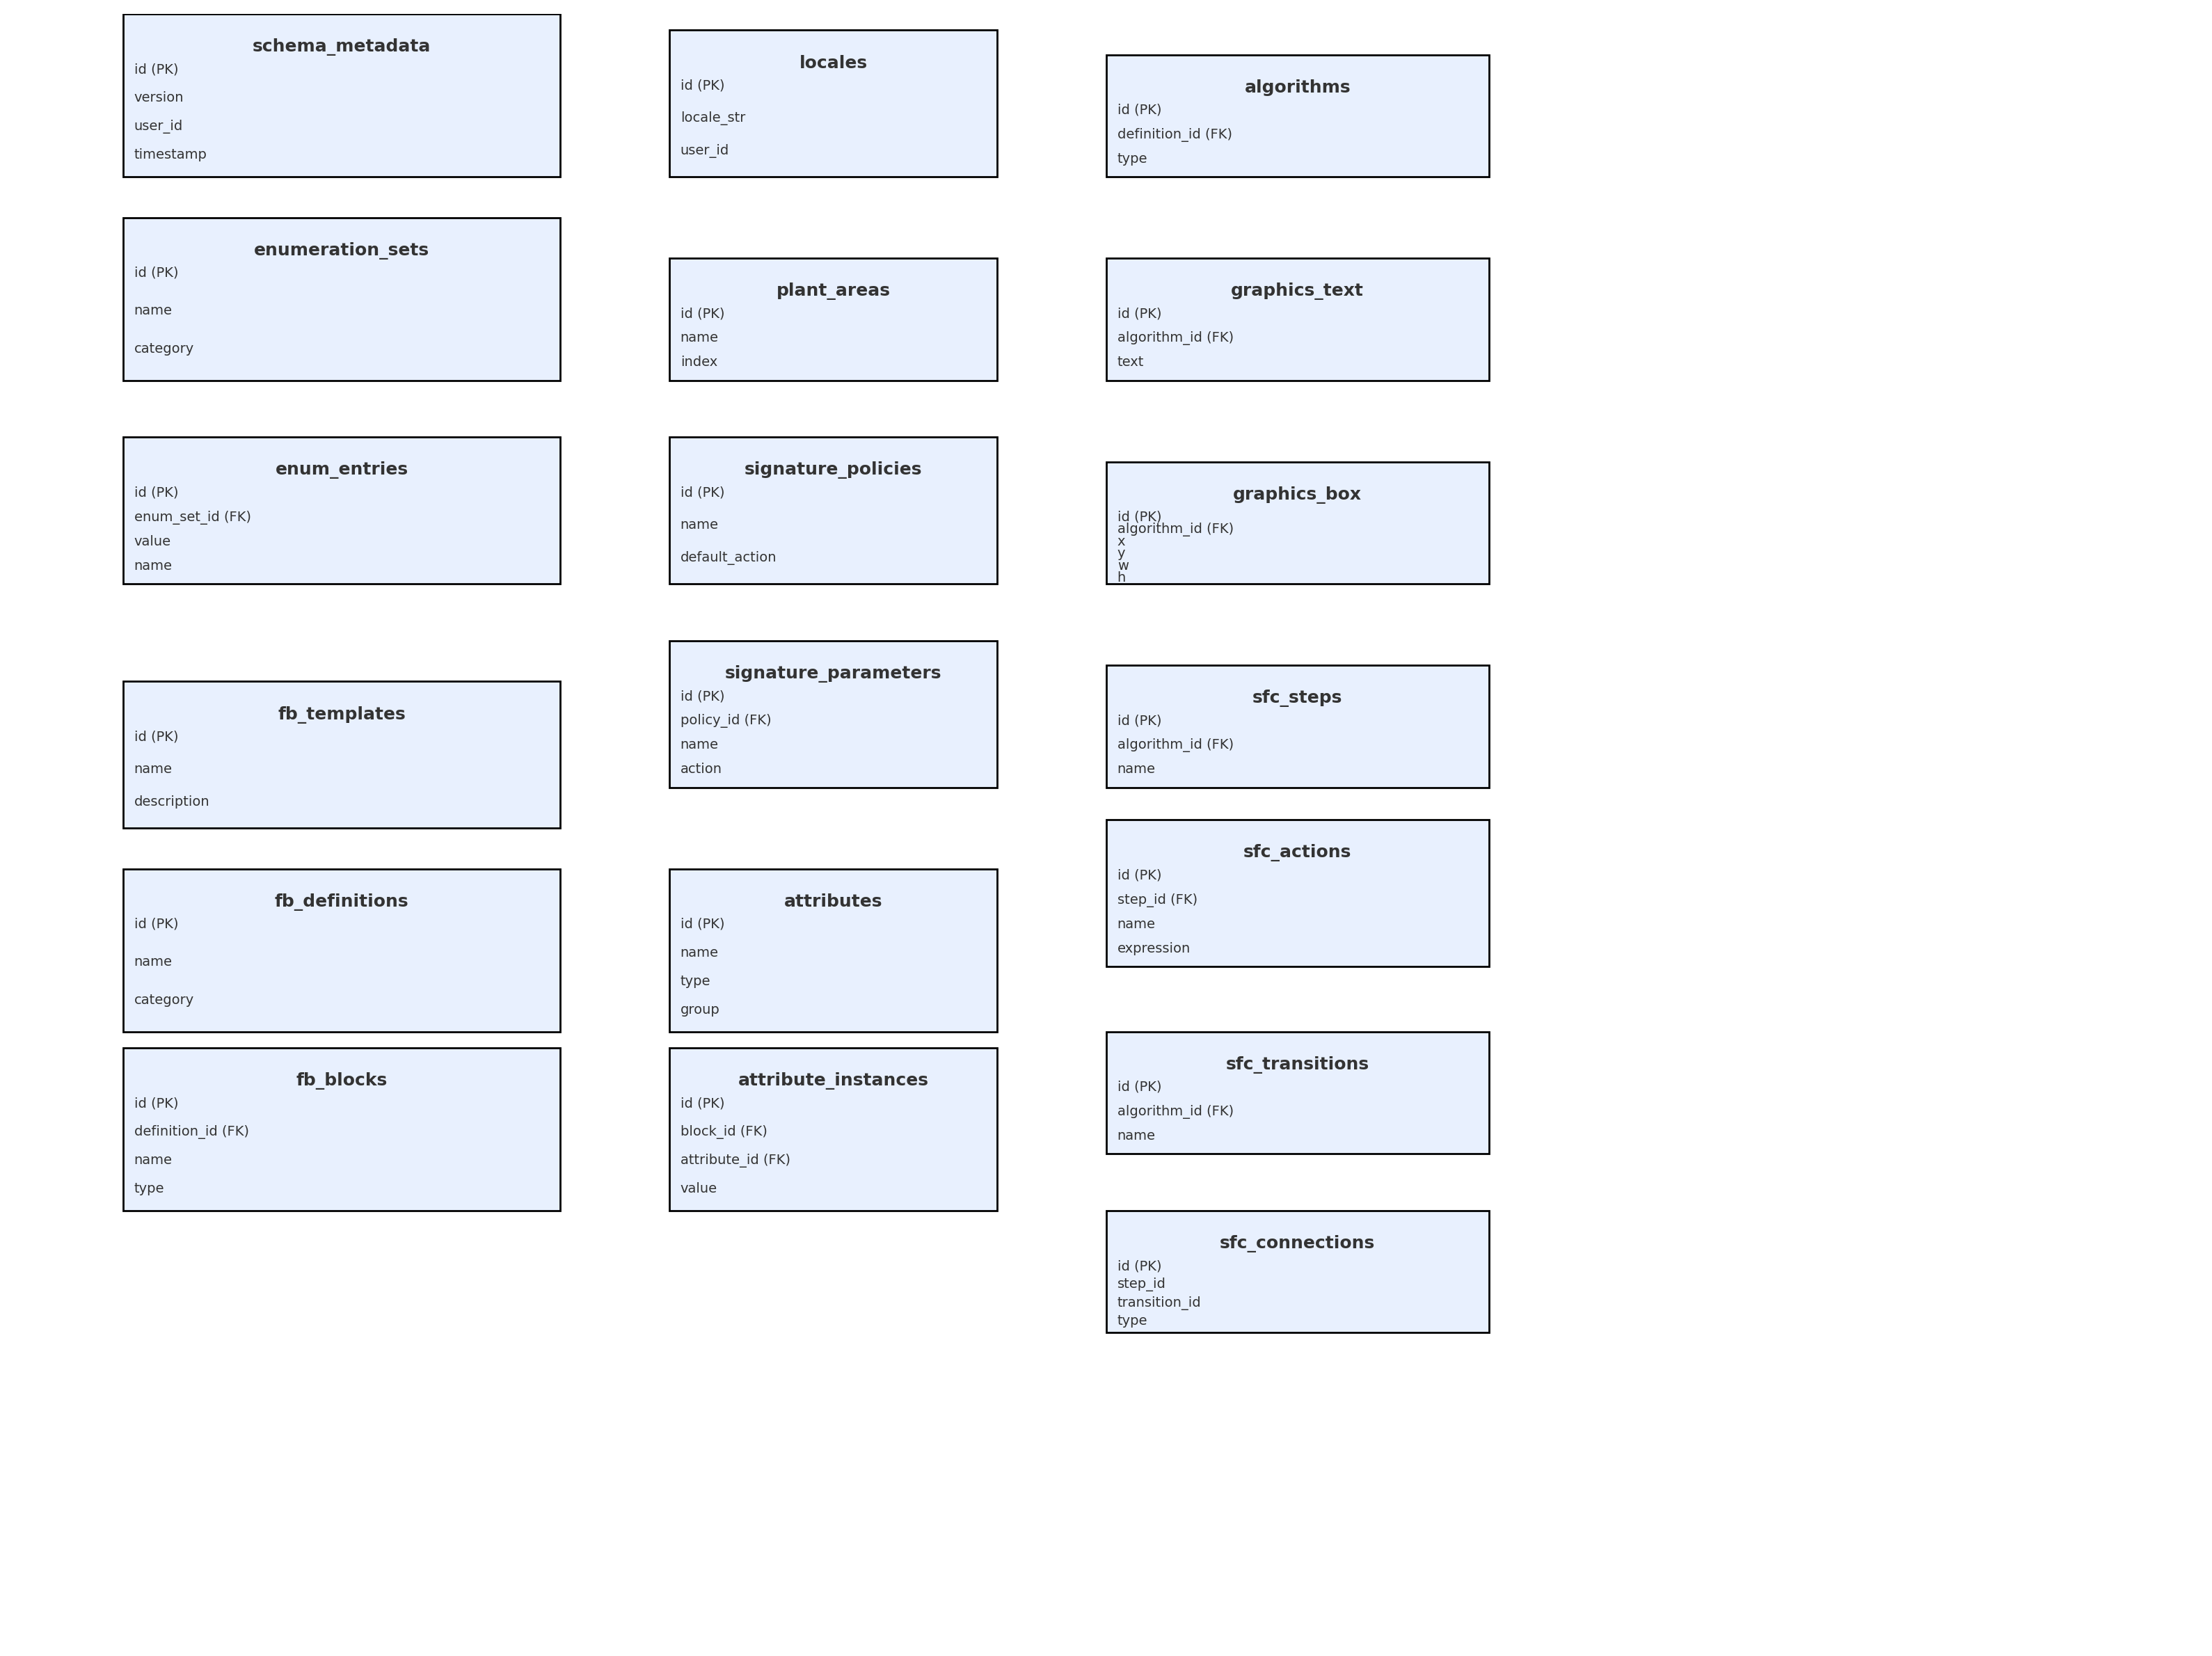 schema_metadata
id (PK)
version
user_id
timestamp
enumeration_sets
id (PK)
name
category
enum_entries
id (PK)
enum_set_id (FK)
value
name
fb_templates
id (PK)
name
description
fb_definitions
id (PK)
name
category
fb_blocks
id (PK)
definition_id (FK)
name
type
locales
id (PK)
locale_str
user_id
plant_areas
id (PK)
name
index
signature_policies
id (PK)
name
default_action
signature_parameters
id (PK)
policy_id (FK)
name
action
attributes
id (PK)
name
type
group
attribute_instances
id (PK)
block_id (FK)
attribute_id (FK)
value
algorithms
id (PK)
definition_id (FK)
type
graphics_text
id (PK)
algorithm_id (FK)
text
graphics_box
id (PK)
algorithm_id (FK)
x
y
w
h
sfc_steps
id (PK)
algorithm_id (FK)
name
sfc_actions
id (PK)
step_id (FK)
name
expression
sfc_transitions
id (PK)
algorithm_id (FK)
name
sfc_connections
id (PK)
step_id
transition_id
type